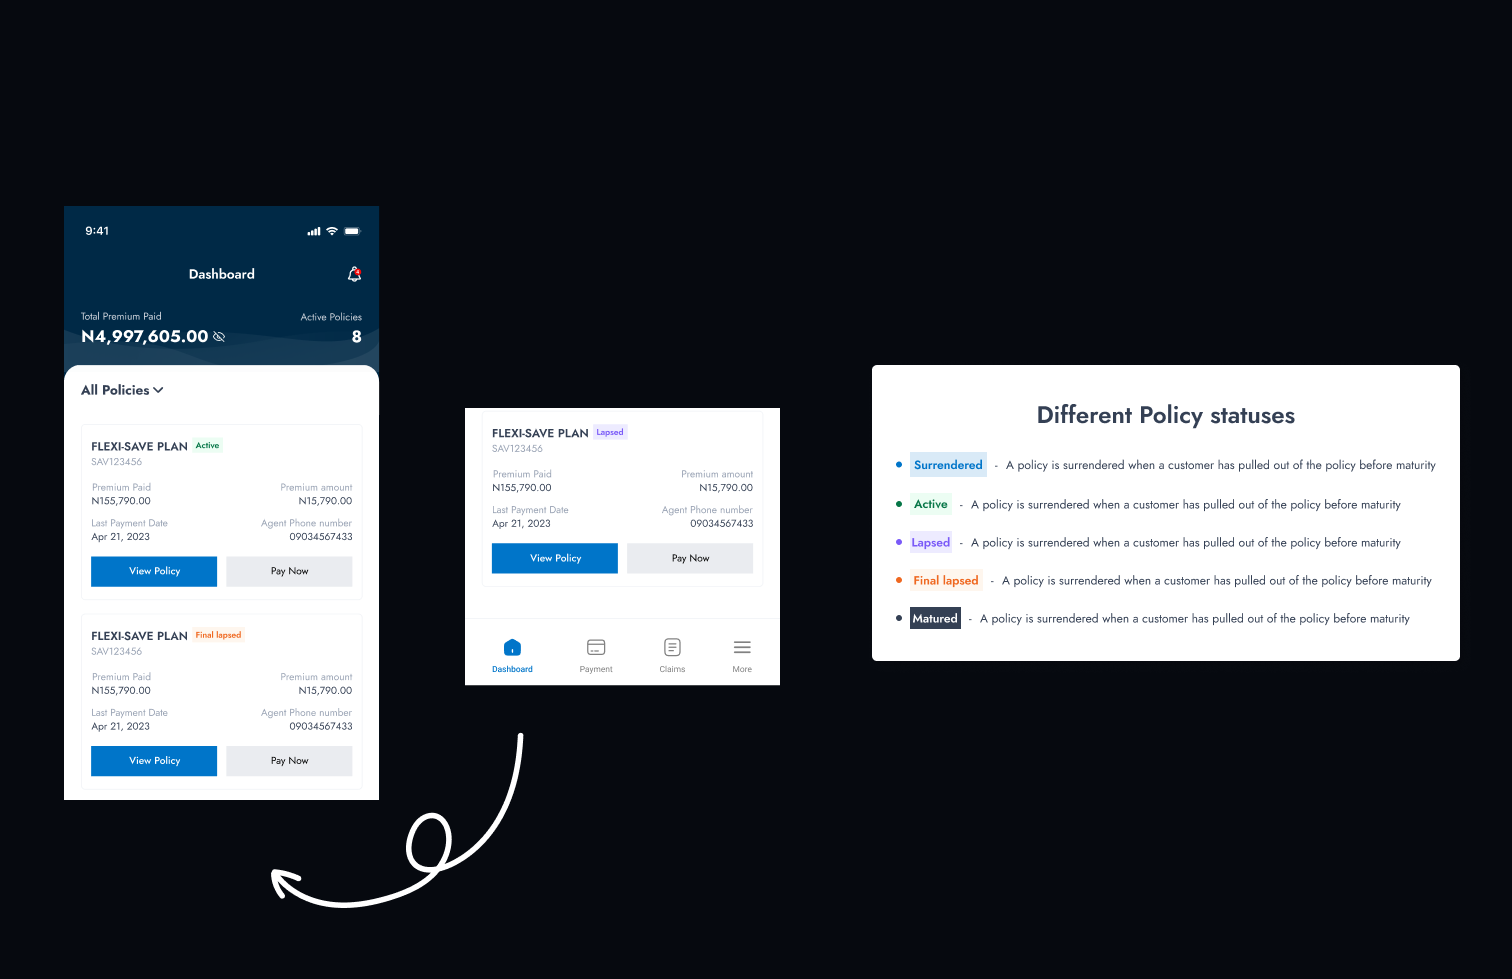 9:41
Dashboard
Total Premium Paid
Active Policies
N4,997,605.00
8
All Policies
FLEXI-SAVE PLAN Active
SAV123456
Premium Paid
Premium amount
N155,790.00
N15,790.00
Last Payment Date
Agent Phone number
Apr 21, 2023
09034567433
View Policy
Pay Now
FLEXI-SAVE PLAN Final lapsed
SAV123456
Premium Paid
Premium amount
N155,790.00
N15,790.00
Last Payment Date
Agent Phone number
Apr 21, 2023
09034567433
View Policy
Pay Now
FLEXI-SAVE PLAN Lapsed
SAV123456
Premium Paid
Premium amount
N155,790.00
N15,790.00
Last Payment Date
Agent Phone number
Apr 21, 2023
09034567433
View Policy
Pay Now
Dashboard
Payment
Claims
More
Different Policy statuses
Surrendered - A policy is surrendered when a customer has pulled out of the policy before maturity
Active - A policy is surrendered when a customer has pulled out of the policy before maturity
Lapsed - A policy is surrendered when a customer has pulled out of the policy before maturity
Final lapsed - A policy is surrendered when a customer has pulled out of the policy before maturity
Matured - A policy is surrendered when a customer has pulled out of the policy before maturity